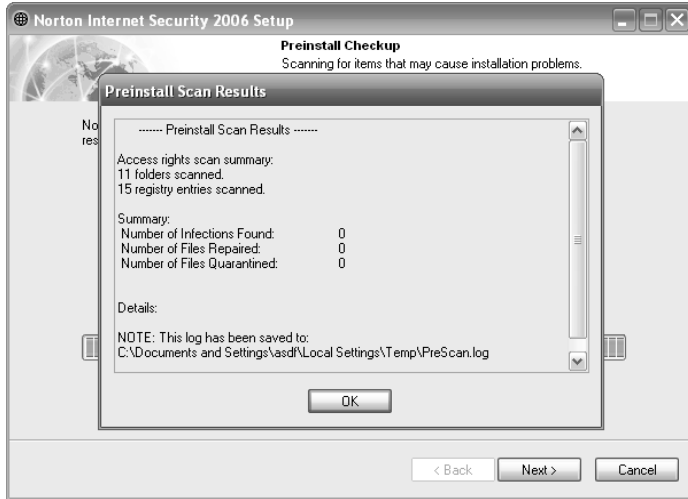 Norton Internet Security 2006 Setup
Preinstall Checkup
Scanning for items that may cause installation problems.
Preinstall Scan Results
No
res
------- Preinstall Scan Results -------
Access rights scan summary:
11 folders scanned.
15 registry entries scanned.
Summary:
Number of Infections Found: 0
Number of Files Repaired: 0
Number of Files Quarantined: 0
Details:
NOTE: This log has been saved to:
C:\Documents and Settings\asdf\Local Settings\Temp\PreScan.log
OK
< Back Next > Cancel